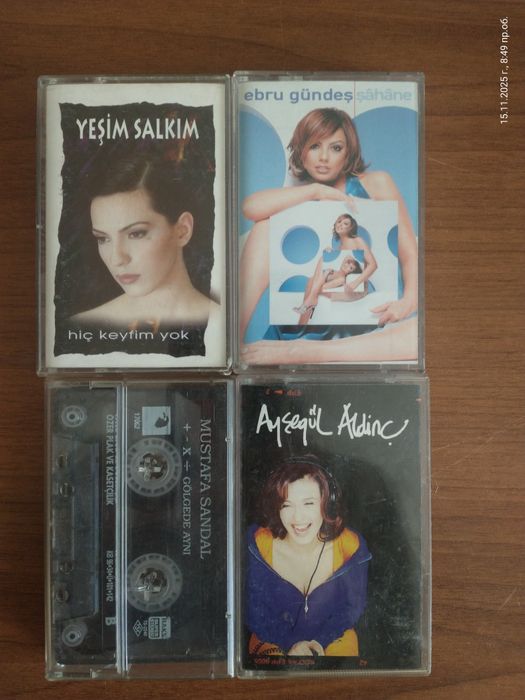 15.11.2025 г., 8:49 пр.об.
YEŞİM SALKIM
hiç keyfim yok
ebru gündeş şâhâne
MUSTAFA SANDAL
+ - X ÷ GÖLGEDE AYNI
ÖZER PLAK VE KASETÇİLİK
B
Ayşegül Aldinç